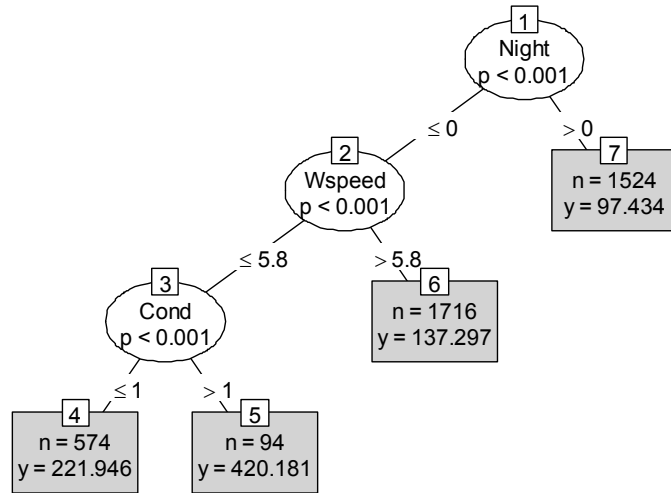 1
Night
p < 0.001
≤ 0
> 0
2
Wspeed
p < 0.001
7
n = 1524
y = 97.434
≤ 5.8
> 5.8
3
Cond
p < 0.001
6
n = 1716
y = 137.297
≤ 1
> 1
4
n = 574
y = 221.946
5
n = 94
y = 420.181